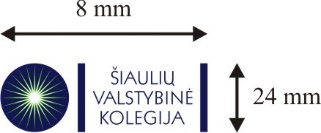 8 mm
ŠIAULIŲ
VALSTYBINĖ
KOLEGIJA
24 mm